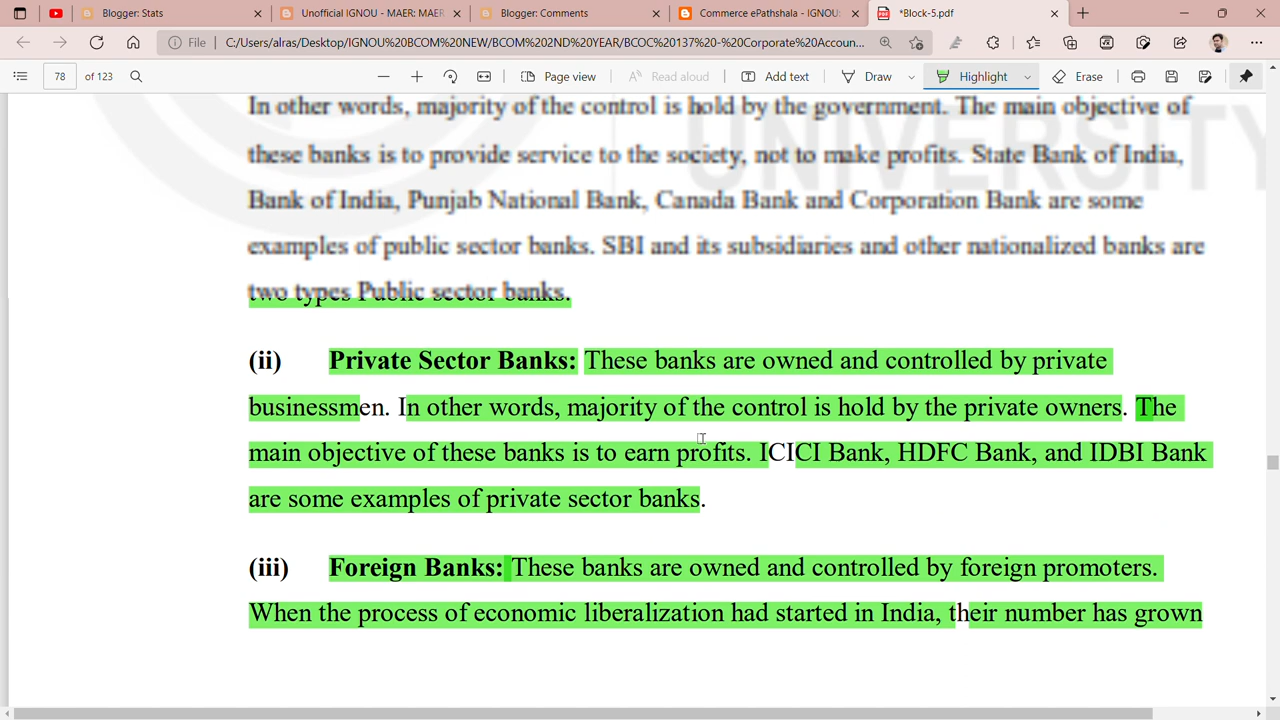 Blogger: Stats
Unofficial IGNOU - MAER: MAER
Blogger: Comments
Commerce ePathshala - IGNOU:
*Block-5.pdf
File C:/Users/alras/Desktop/IGNOU%20BCOM%20NEW/BCOM%202ND%20YEAR/BCOC%20137%20-%20Corporate%20Accoun...
78 of 123
Page view
Read aloud
Add text
Draw
Highlight
Erase
UNIVERSITY
In other words, majority of the control is hold by the government. The main objective of
these banks is to provide service to the society, not to make profits. State Bank of India,
Bank of India, Punjab National Bank, Canada Bank and Corporation Bank are some
examples of public sector banks. SBI and its subsidiaries and other nationalized banks are
two types Public sector banks.
(ii) Private Sector Banks: These banks are owned and controlled by private
businessmen. In other words, majority of the control is hold by the private owners. The
main objective of these banks is to earn profits. ICICI Bank, HDFC Bank, and IDBI Bank
are some examples of private sector banks.
(iii) Foreign Banks: These banks are owned and controlled by foreign promoters.
When the process of economic liberalization had started in India, their number has grown